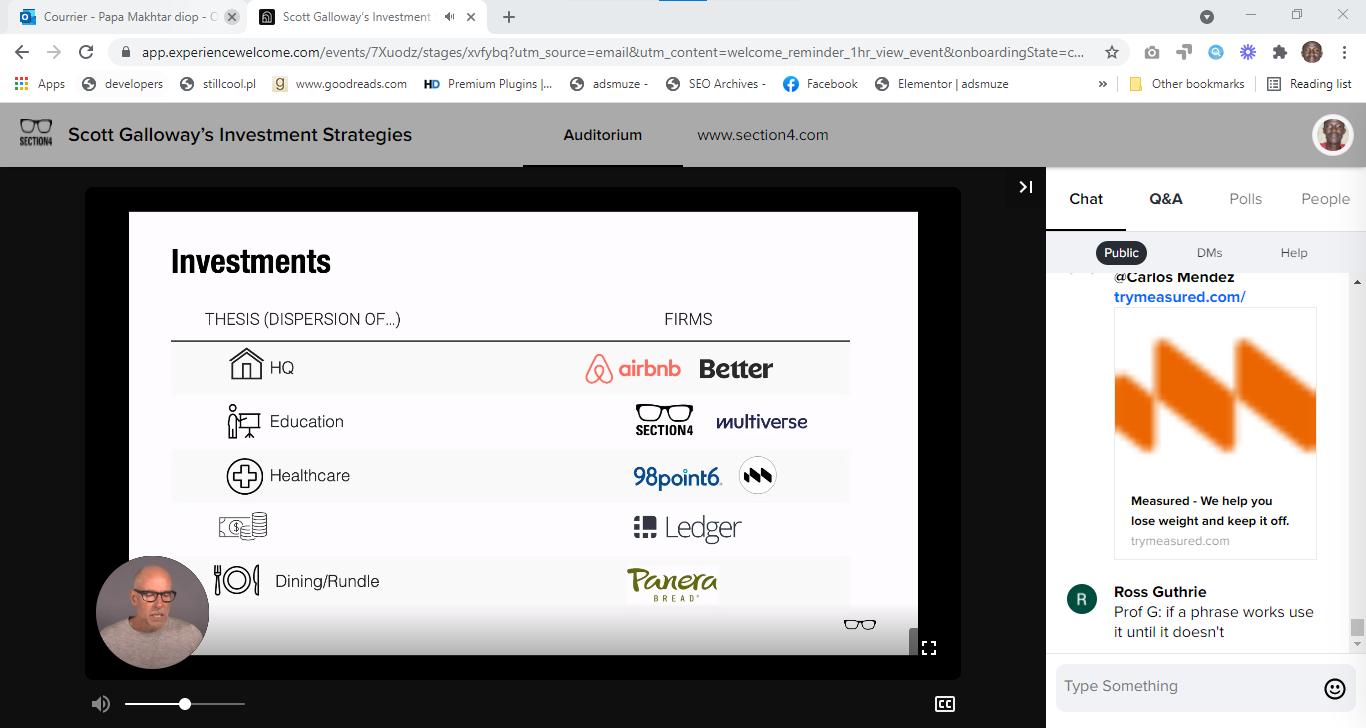 Courrier - Papa Makhtar diop - O
Scott Galloway's Investment
app.experiencewelcome.com/events/7Xuodz/stages/xvfybq?utm_source=email&utm_content=welcome_reminder_1hr_view_event&onboardingState=c...
Apps
developers
stillcool.pl
g
www.goodreads.com
HD
Premium Plugins |...
adsmuze -
SEO Archives -
Facebook
Elementor | adsmuze
»
Other bookmarks
Reading list
SECTION4
Scott Galloway's Investment Strategies
Auditorium
www.section4.com
Investments
THESIS (DISPERSION OF...)
FIRMS
HQ
airbnb
Better
Education
SECTION4
multiverse
Healthcare
98point6
$
Ledger
Dining/Rundle
Panera
BREAD®
CC
Chat
Q&A
Polls
People
Public
DMs
Help
@Carlos Mendez
trymeasured.com/
Measured - We help you
lose weight and keep it off.
trymeasured.com
R
Ross Guthrie
Prof G: if a phrase works use
it until it doesn't
Type Something